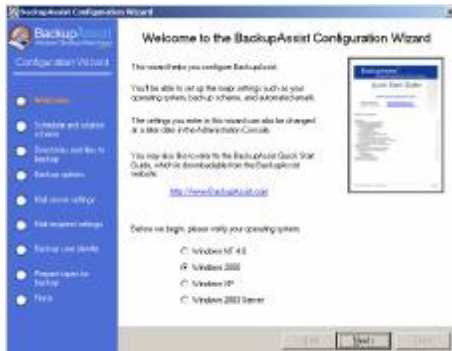 BackupAssist Configuration Wizard
BackupAssist
Configuration Wizard
Welcome
Schedule and rotation
scheme
Directories and files to
backup
Backup options
Mail server settings
Mail recipient settings
Backup user identity
Prepare tapes for
backup
Finish
Welcome to the BackupAssist Configuration Wizard
This wizard helps you configure BackupAssist.
You'll be able to set up the major settings such as your
operating system, backup scheme, and automated emails.
The settings you enter in this wizard can also be changed
at a later date in the Administration Console.
You may also like to refer to the BackupAssist Quick Start
Guide, which is downloadable from the BackupAssist
website:
http://www.BackupAssist.com
Quick Start Guide
Before we begin, please verify your operating system:
Windows NT 4.0
Windows 2000
Windows XP
Windows 2003 Server
Next